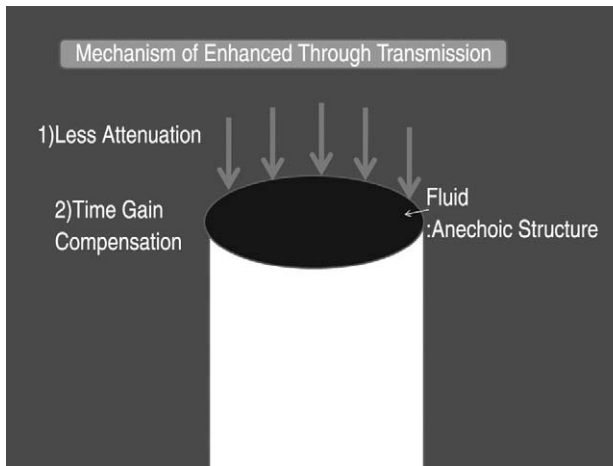 Mechanism of Enhanced Through Transmission
1)Less Attenuation
2)Time Gain
Compensation
Fluid
:Anechoic Structure